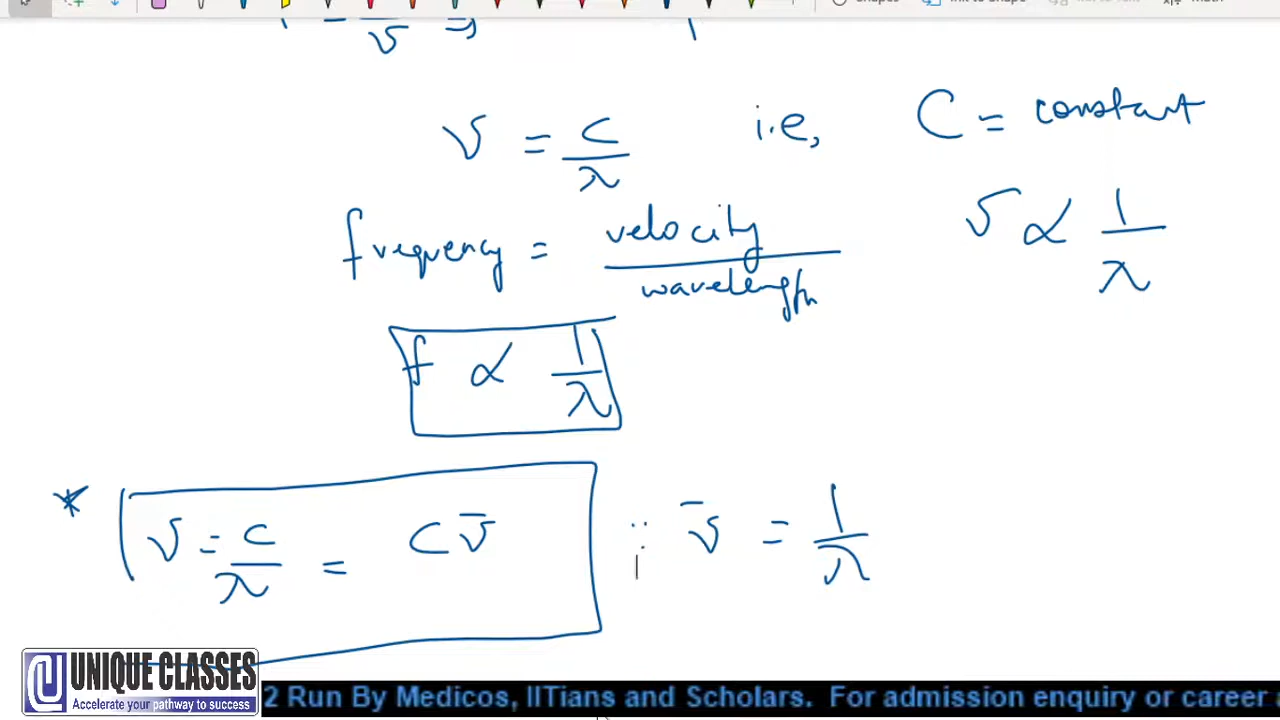 ν = c/λ i.e, C = constant
frequency = velocity/wavelength ν ∝ 1/λ
f ∝ 1/λ
* ν = c/λ = cν̄ ∵ ν̄ = 1/λ
UNIQUE CLASSES
Accelerate your pathway to success
2 Run By Medicos, IITians and Scholars. For admission enquiry or career